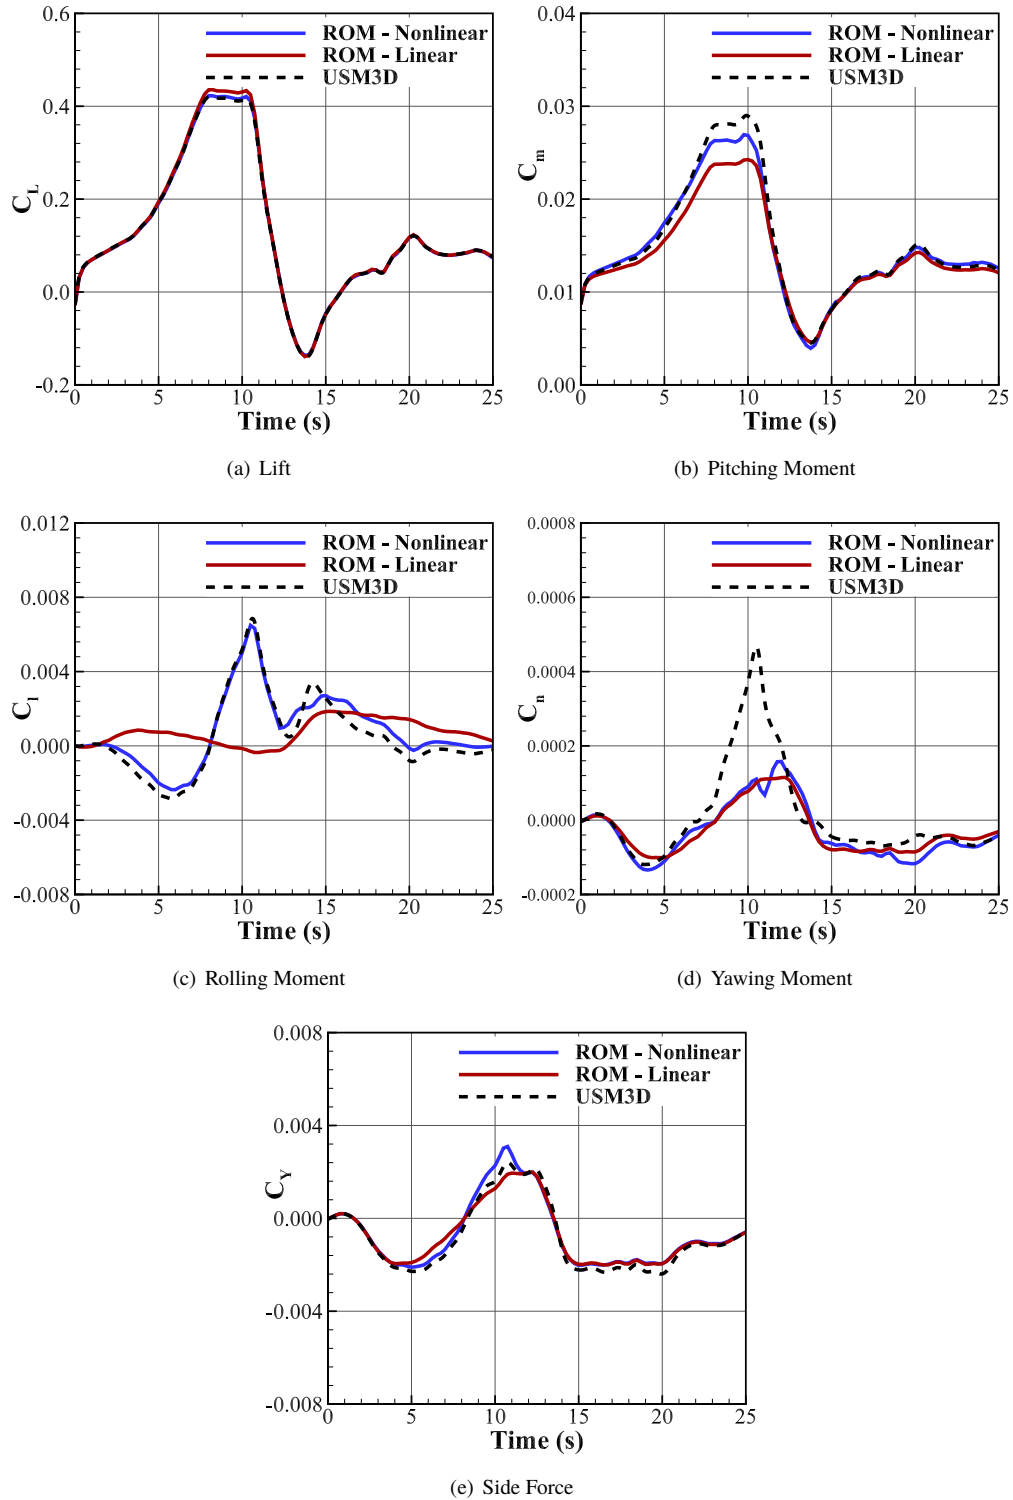 0.6
0.4
0.2
0.0
-0.2
C_L
ROM - Nonlinear
ROM - Linear
USM3D
0 5 10 15 20 25
Time (s)
(a) Lift
0.04
0.03
0.02
0.01
0.00
C_m
ROM - Nonlinear
ROM - Linear
USM3D
0 5 10 15 20 25
Time (s)
(b) Pitching Moment
0.012
0.008
0.004
0.000
-0.004
-0.008
C_l
ROM - Nonlinear
ROM - Linear
USM3D
0 5 10 15 20 25
Time (s)
(c) Rolling Moment
0.0008
0.0006
0.0004
0.0002
0.0000
-0.0002
C_n
ROM - Nonlinear
ROM - Linear
USM3D
0 5 10 15 20 25
Time (s)
(d) Yawing Moment
0.008
0.004
0.000
-0.004
-0.008
C_Y
ROM - Nonlinear
ROM - Linear
USM3D
0 5 10 15 20 25
Time (s)
(e) Side Force